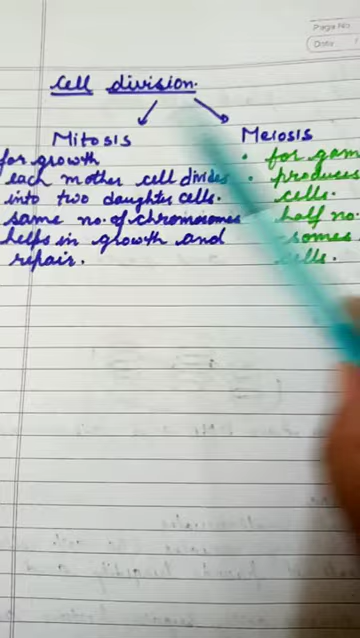 Page No.
Date
Cell division.
Mitosis
for growth
each mother cell divides
into two daughter cells.
same no. of chromosomes
helps in growth and
repair.
Meiosis
• for gam
• produces
cells.
half no.
somes
cells.